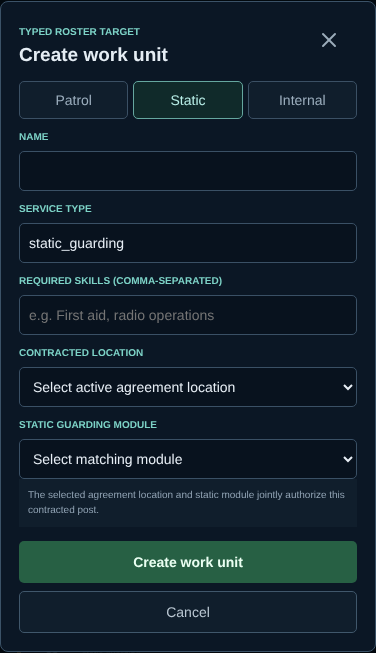 TYPED ROSTER TARGET
Create work unit
Patrol
Static
Internal
NAME
SERVICE TYPE
static_guarding
REQUIRED SKILLS (COMMA-SEPARATED)
e.g. First aid, radio operations
CONTRACTED LOCATION
Select active agreement location
STATIC GUARDING MODULE
Select matching module
The selected agreement location and static module jointly authorize this
contracted post.
Create work unit
Cancel